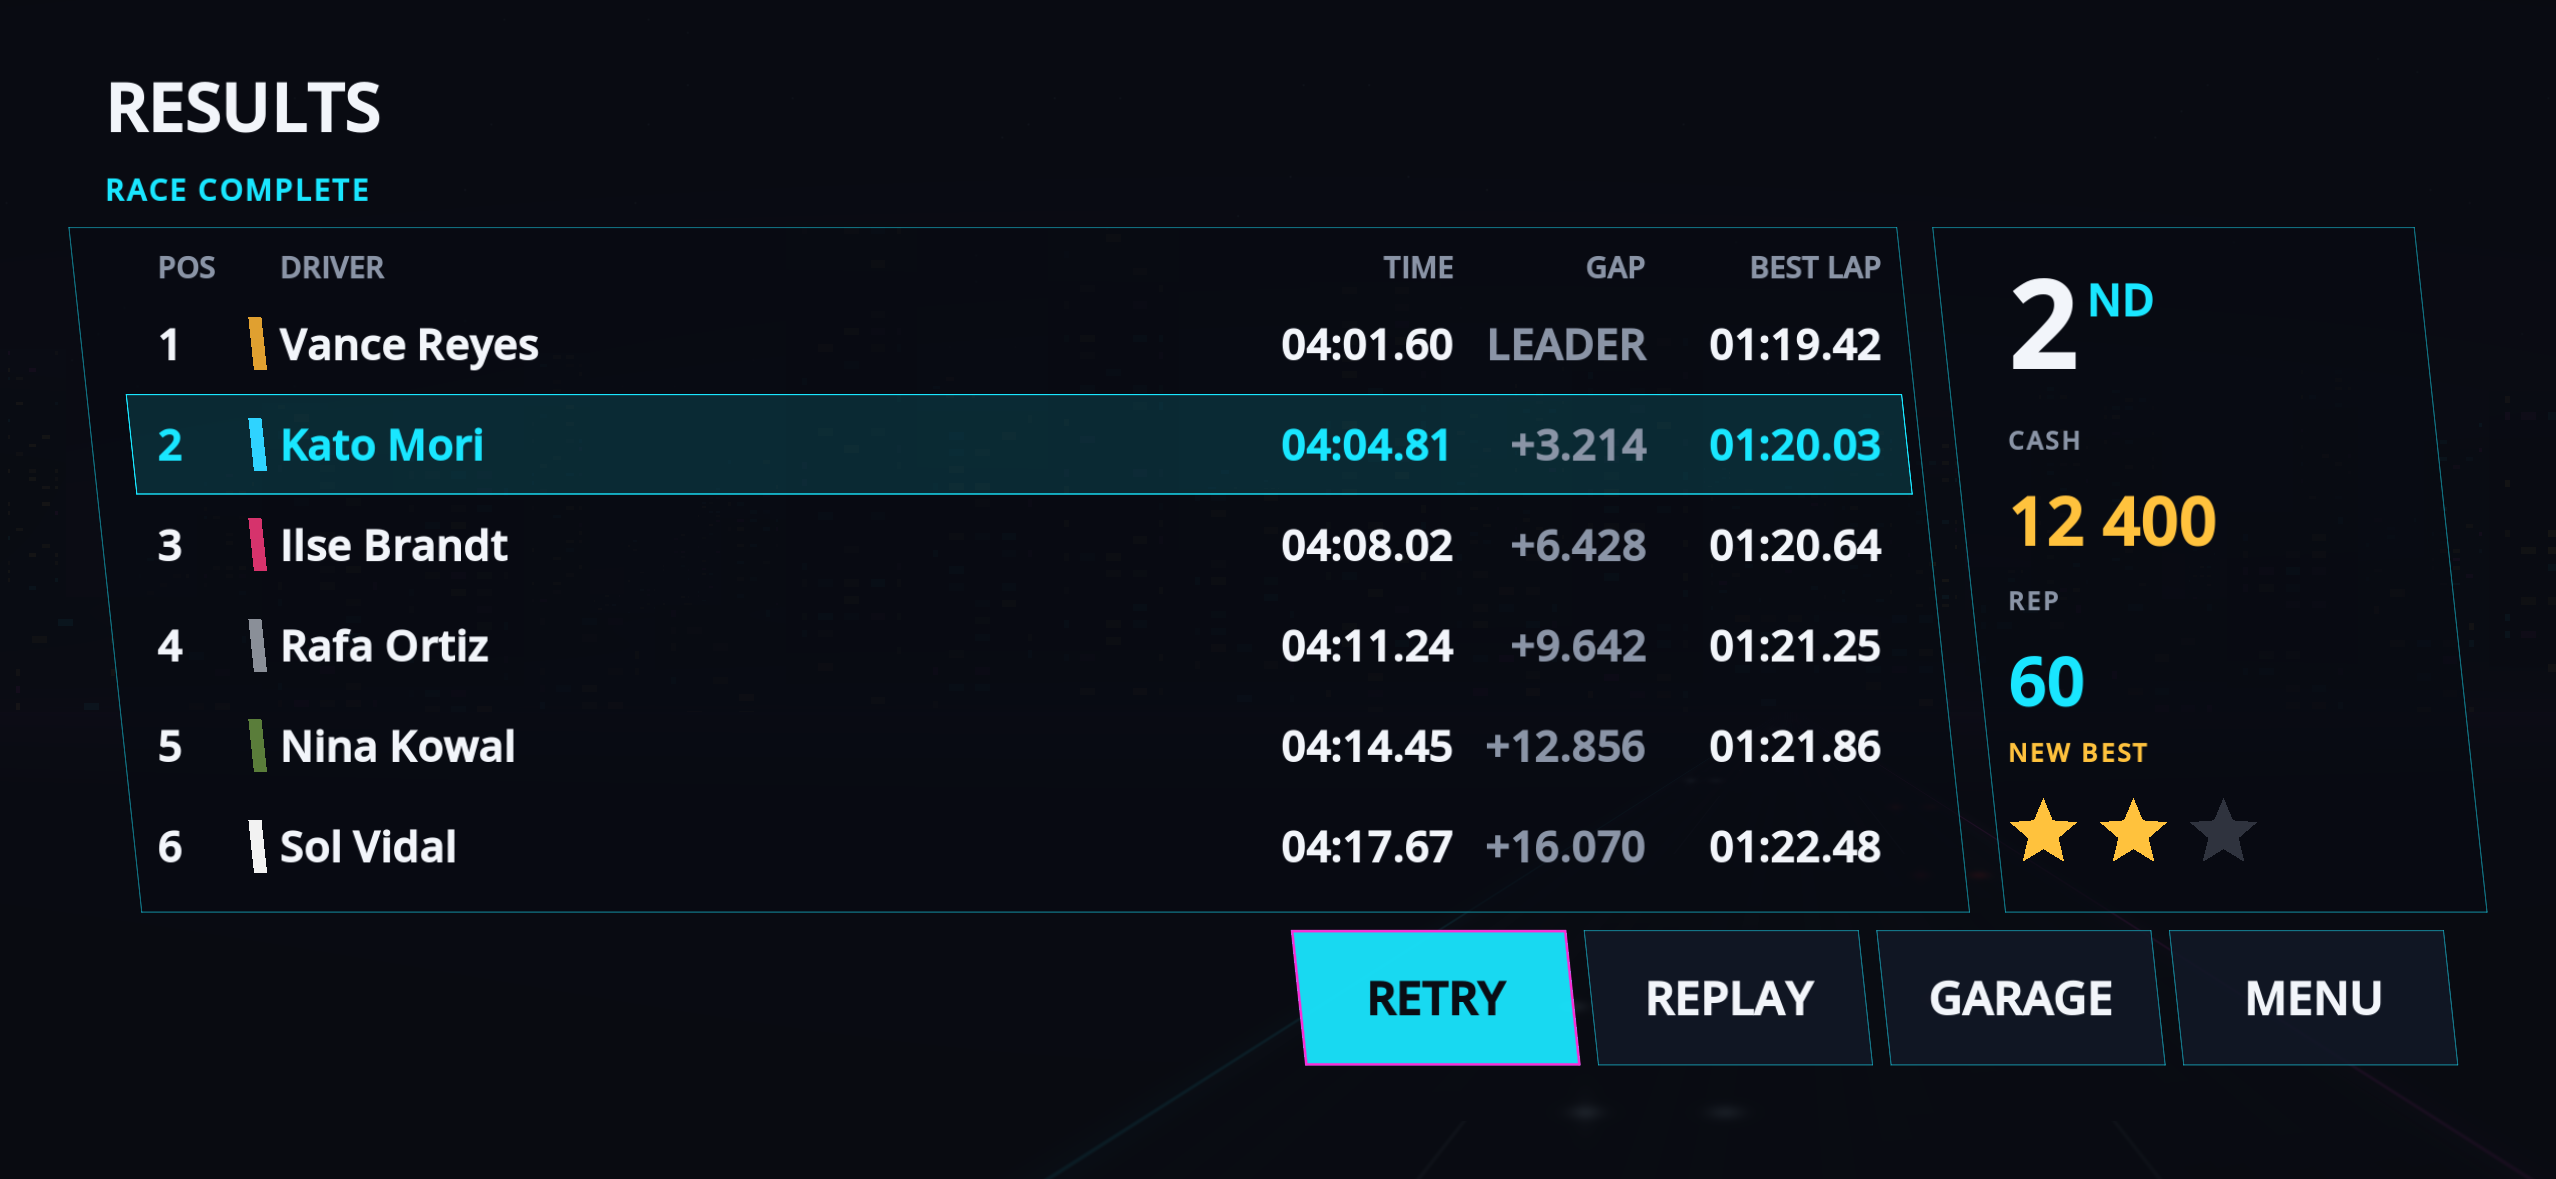 RESULTS
RACE COMPLETE
POS DRIVER TIME GAP BEST LAP
1 Vance Reyes 04:01.60 LEADER 01:19.42
2 Kato Mori 04:04.81 +3.214 01:20.03
3 Ilse Brandt 04:08.02 +6.428 01:20.64
4 Rafa Ortiz 04:11.24 +9.642 01:21.25
5 Nina Kowal 04:14.45 +12.856 01:21.86
6 Sol Vidal 04:17.67 +16.070 01:22.48
2ND
CASH
12 400
REP
60
NEW BEST
RETRY REPLAY GARAGE MENU